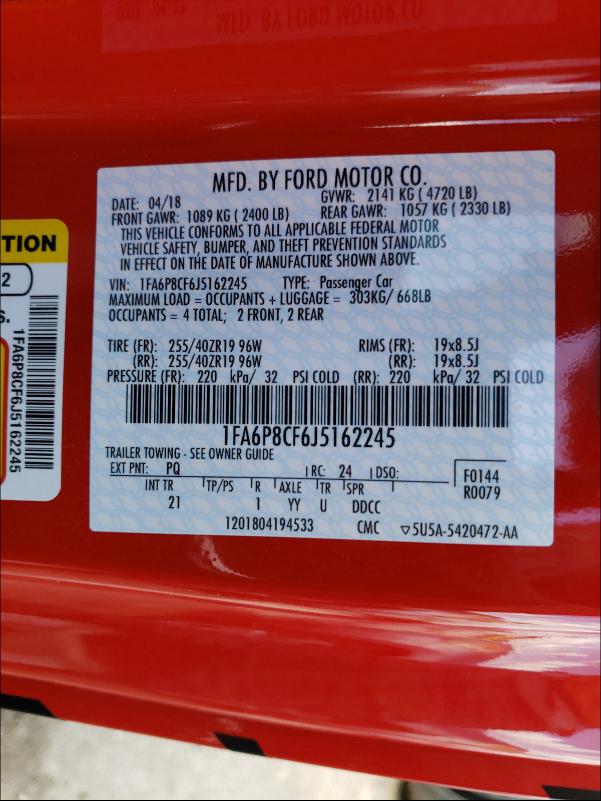 MFD. BY FORD MOTOR CO.
DATE: 04/18 GVWR: 2141 KG ( 4720 LB)
FRONT GAWR: 1089 KG ( 2400 LB) REAR GAWR: 1057 KG ( 2330 LB)
THIS VEHICLE CONFORMS TO ALL APPLICABLE FEDERAL MOTOR
VEHICLE SAFETY, BUMPER, AND THEFT PREVENTION STANDARDS
IN EFFECT ON THE DATE OF MANUFACTURE SHOWN ABOVE.
VIN: 1FA6P8CF6J5162245 TYPE: Passenger Car
MAXIMUM LOAD = OCCUPANTS + LUGGAGE = 303KG/ 668LB
OCCUPANTS = 4 TOTAL; 2 FRONT, 2 REAR
TIRE (FR): 255/40ZR19 96W RIMS (FR): 19x8.5J
(RR): 255/40ZR19 96W (RR): 19x8.5J
PRESSURE (FR): 220 kPa/ 32 PSI COLD (RR): 220 kPa/ 32 PSI COLD
1FA6P8CF6J5162245
TRAILER TOWING - SEE OWNER GUIDE
EXT PNT: PQ RC: 24 DSO: F0144
R0079
INT TR TP/PS R AXLE TR SPR
21 1 YY U DDCC
1201804194533 CMC ▽5U5A-5420472-AA
TION
2
S.
1FA6P8CF6J5162245
MFD. BY FORD MOTOR CO